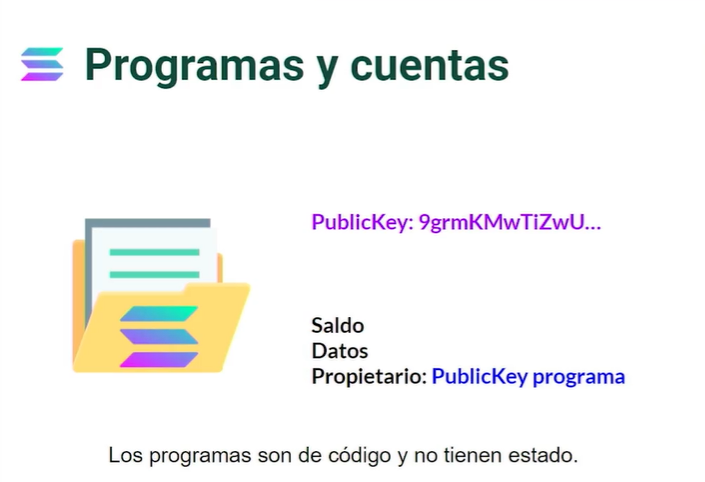 Programas y cuentas
PublicKey: 9grmKMwTiZwU...
Saldo
Datos
Propietario: PublicKey programa
Los programas son de código y no tienen estado.